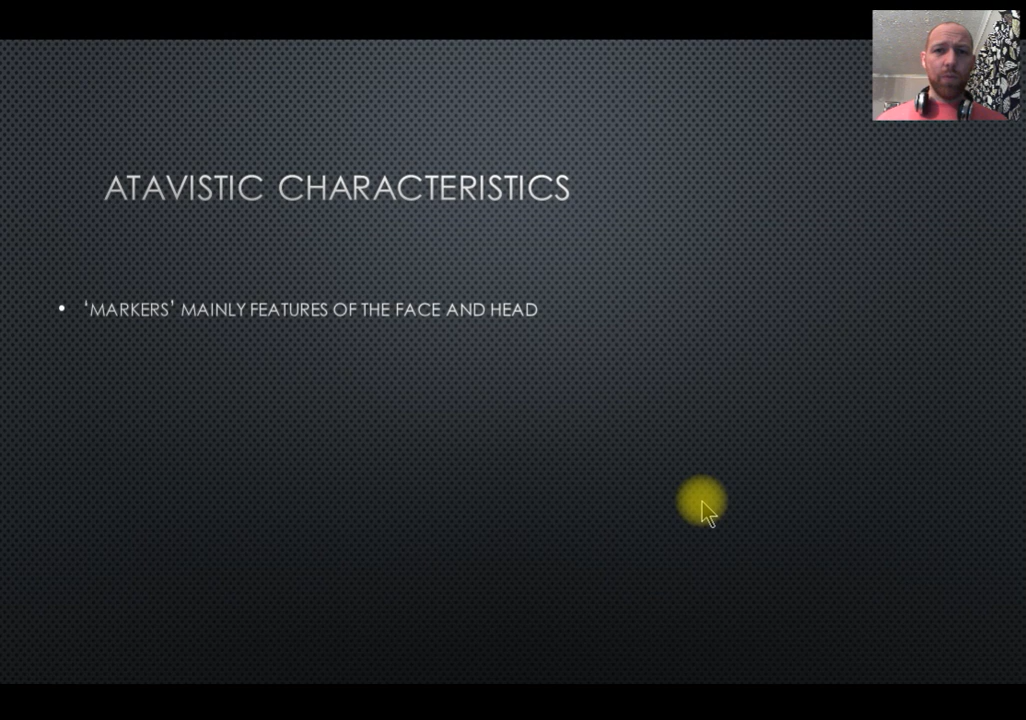 ATAVISTIC CHARACTERISTICS
• ‘MARKERS’ MAINLY FEATURES OF THE FACE AND HEAD